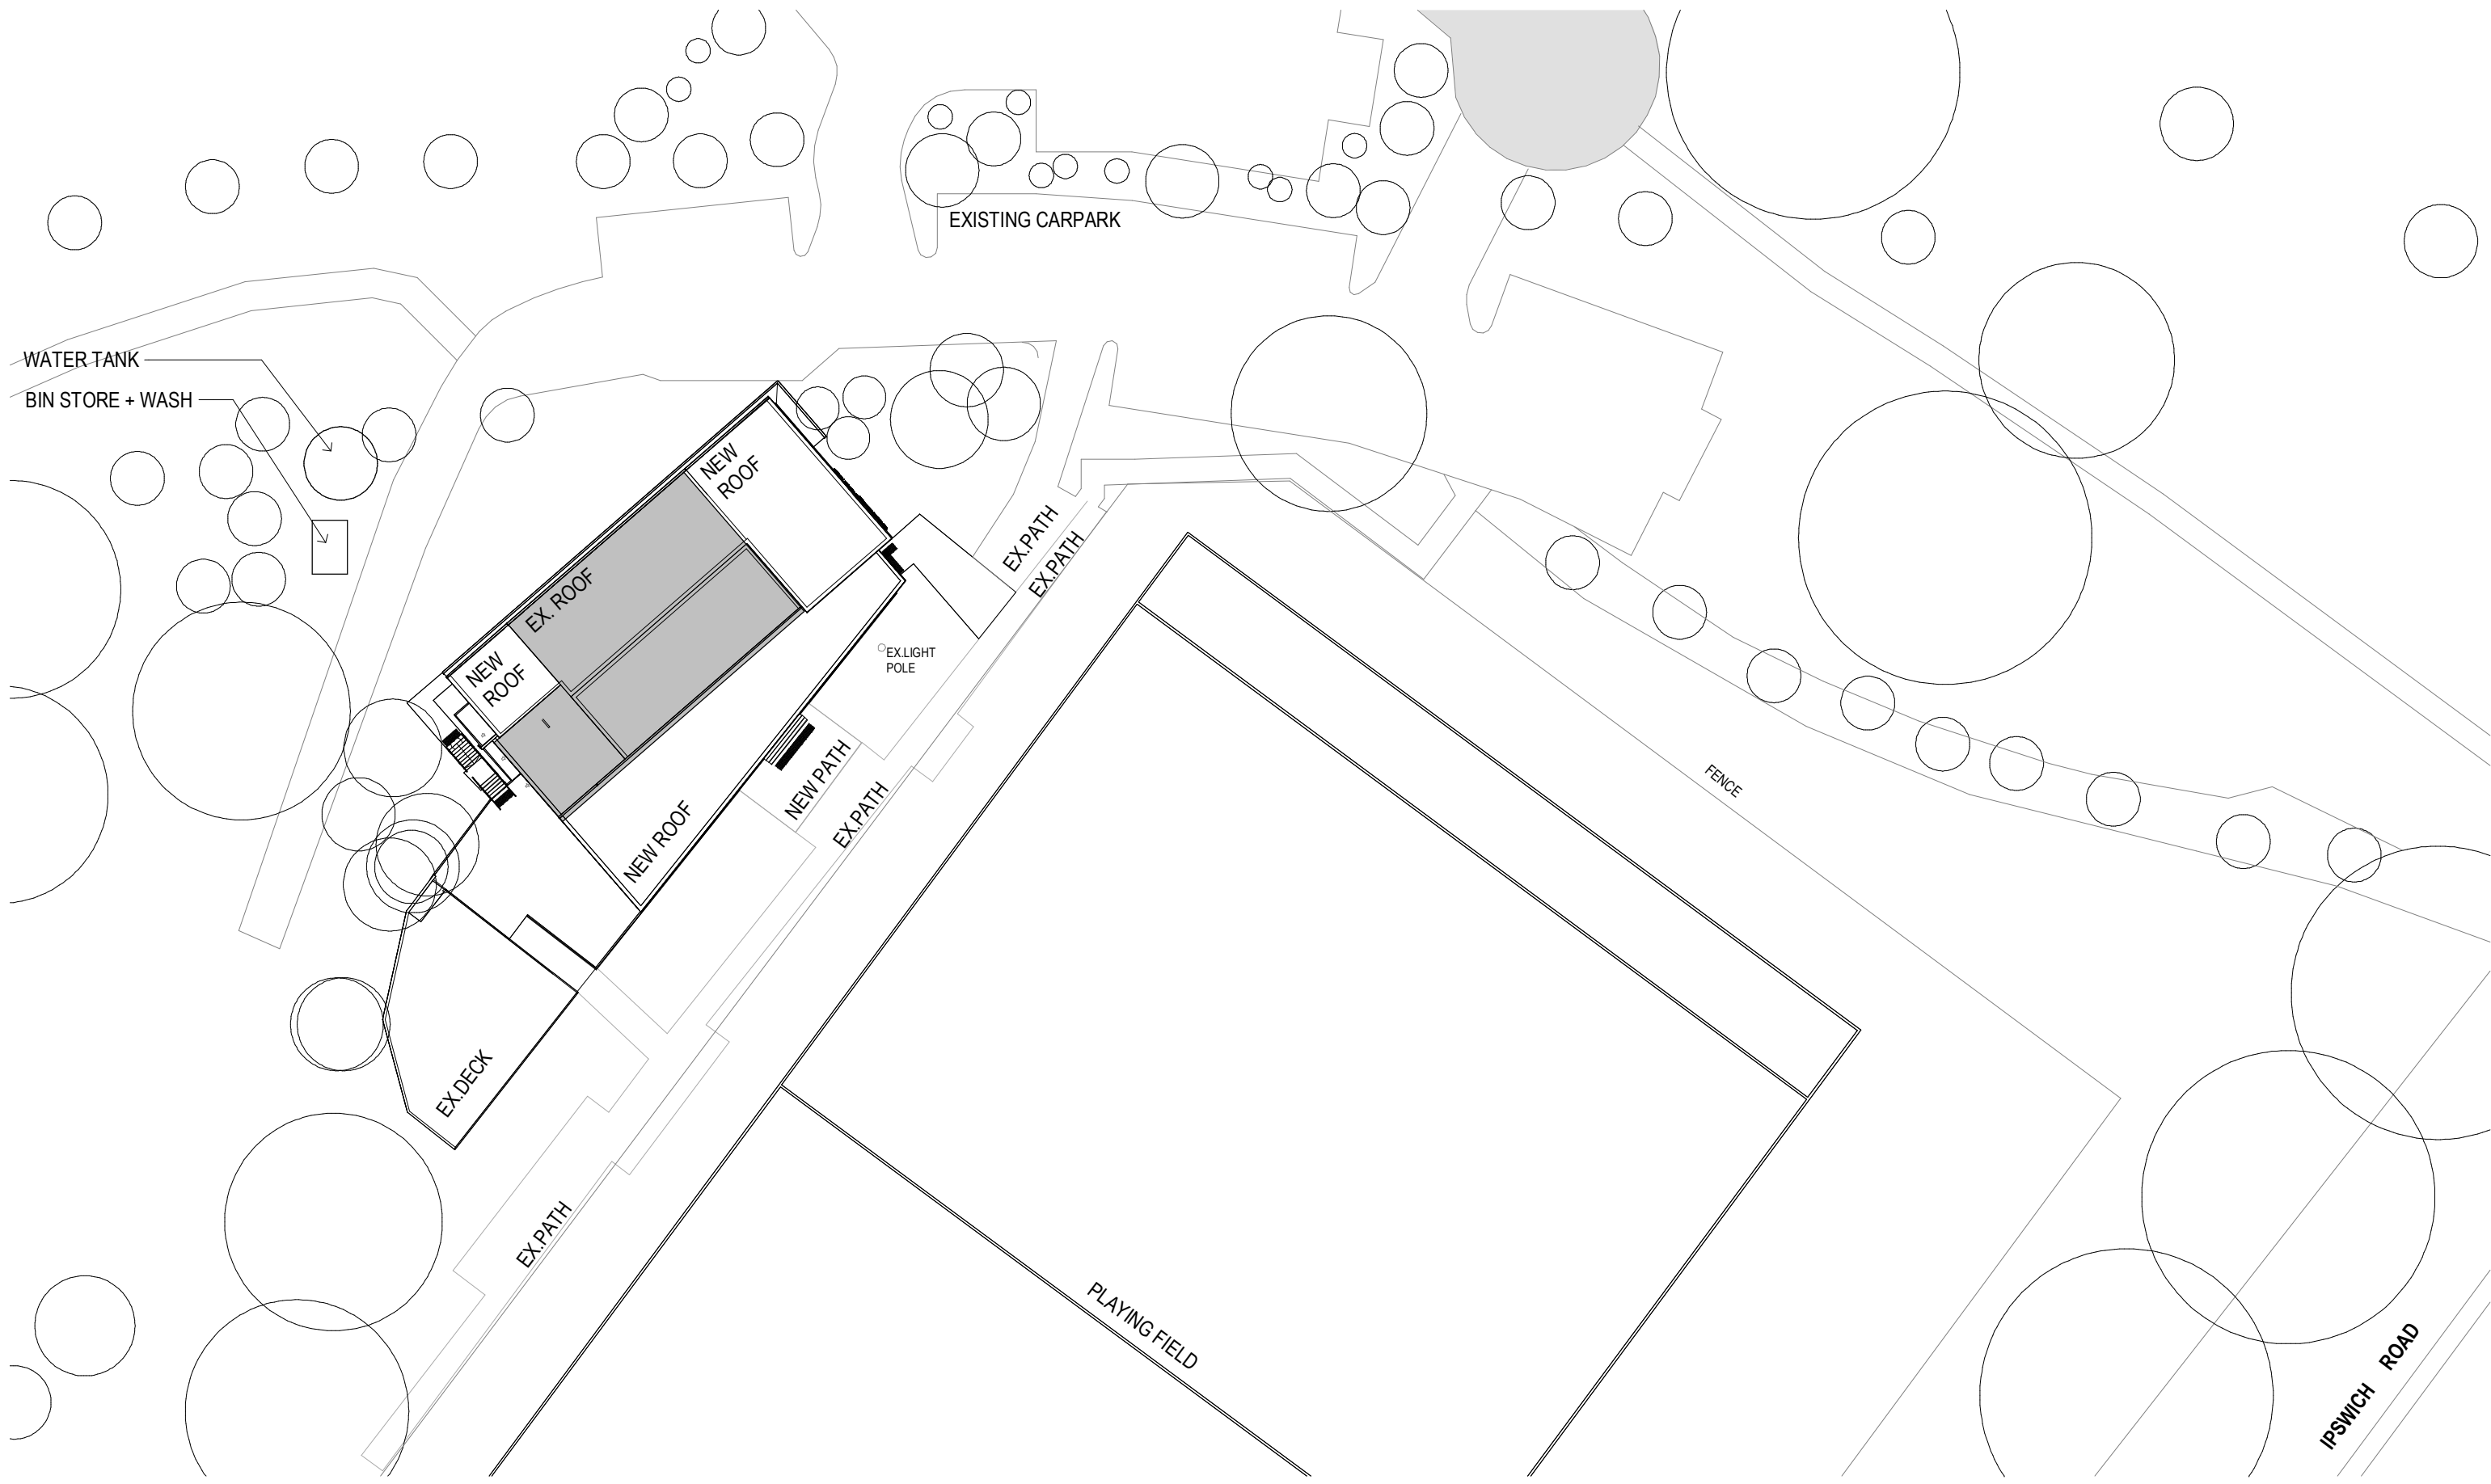 EXISTING CARPARK
WATER TANK
BIN STORE + WASH
NEW
ROOF
EX. ROOF
NEW
ROOF
EX.PATH
EX.PATH
EX.LIGHT
POLE
NEW ROOF
NEW PATH
EX.PATH
FENCE
EX.DECK
EX.PATH
PLAYING FIELD
IPSWICH ROAD